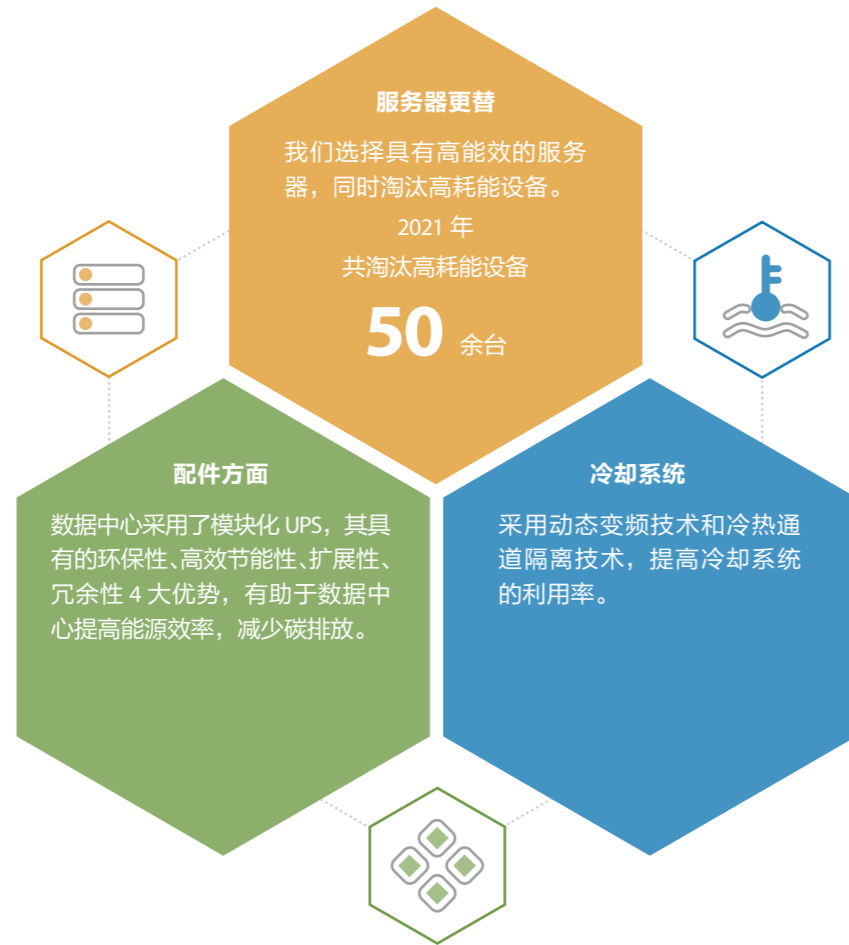 服务器更替
我们选择具有高能效的服务
器，同时淘汰高耗能设备。
2021 年
共淘汰高耗能设备
50 余台
配件方面
数据中心采用了模块化 UPS，其具
有的环保性、高效节能性、扩展性、
冗余性 4 大优势，有助于数据中
心提高能源效率，减少碳排放。
冷却系统
采用动态变频技术和冷热通
道隔离技术，提高冷却系统
的利用率。